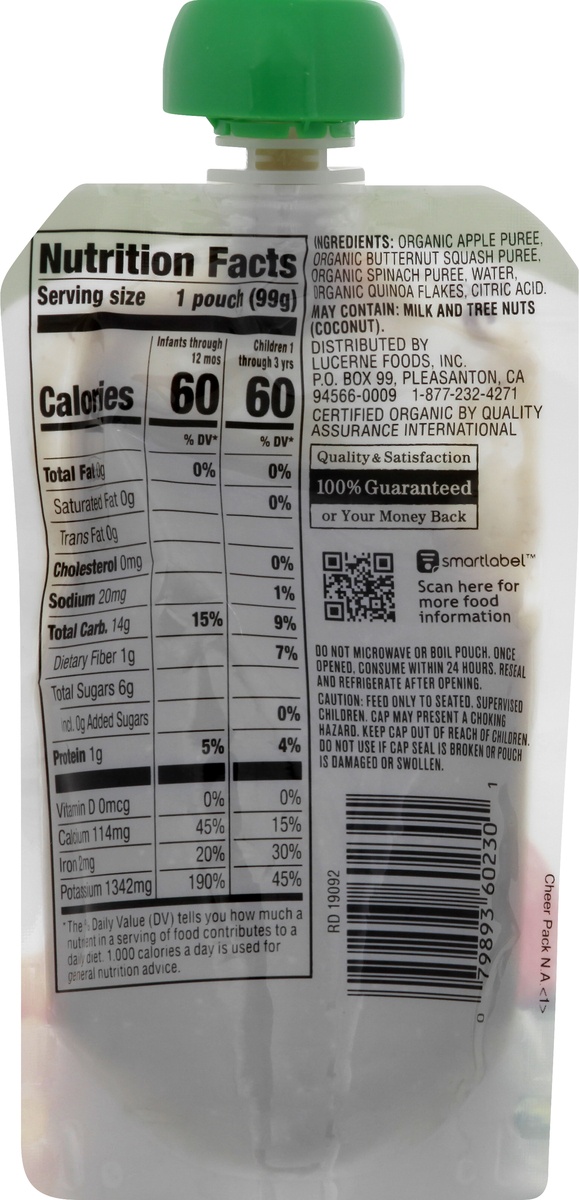 Nutrition Facts
Serving size 1 pouch (99g)
Infants through 12 mos
Children 1 through 3 yrs
Calories 60 60
% DV* % DV*
Total Fat 0g 0% 0%
Saturated Fat 0g 0%
Trans Fat 0g
Cholesterol 0mg 0%
Sodium 20mg 1%
Total Carb. 14g 15% 9%
Dietary Fiber 1g 7%
Total Sugars 6g
Incl. 0g Added Sugars 0%
Protein 1g 5% 4%
Vitamin D 0mcg 0% 0%
Calcium 114mg 45% 15%
Iron 2mg 20% 30%
Potassium 1342mg 190% 45%
*The % Daily Value (DV) tells you how much a
nutrient in a serving of food contributes to a
daily diet. 1,000 calories a day is used for
general nutrition advice.
INGREDIENTS: ORGANIC APPLE PUREE,
ORGANIC BUTTERNUT SQUASH PUREE,
ORGANIC SPINACH PUREE, WATER,
ORGANIC QUINOA FLAKES, CITRIC ACID.
MAY CONTAIN: MILK AND TREE NUTS
(COCONUT).
DISTRIBUTED BY
LUCERNE FOODS, INC.
P.O. BOX 99, PLEASANTON, CA
94566-0009 1-877-232-4271
CERTIFIED ORGANIC BY QUALITY
ASSURANCE INTERNATIONAL
Quality & Satisfaction
100% Guaranteed
or Your Money Back
smartlabel™
Scan here for
more food
information
DO NOT MICROWAVE OR BOIL POUCH. ONCE
OPENED, CONSUME WITHIN 24 HOURS. RESEAL
AND REFRIGERATE AFTER OPENING.
CAUTION: FEED ONLY TO SEATED, SUPERVISED
CHILDREN. CAP MAY PRESENT A CHOKING
HAZARD. KEEP CAP OUT OF REACH OF CHILDREN.
DO NOT USE IF CAP SEAL IS BROKEN OR POUCH
IS DAMAGED OR SWOLLEN.
RD 19092
0 79893 60230 1
Cheer Pack N A <1>